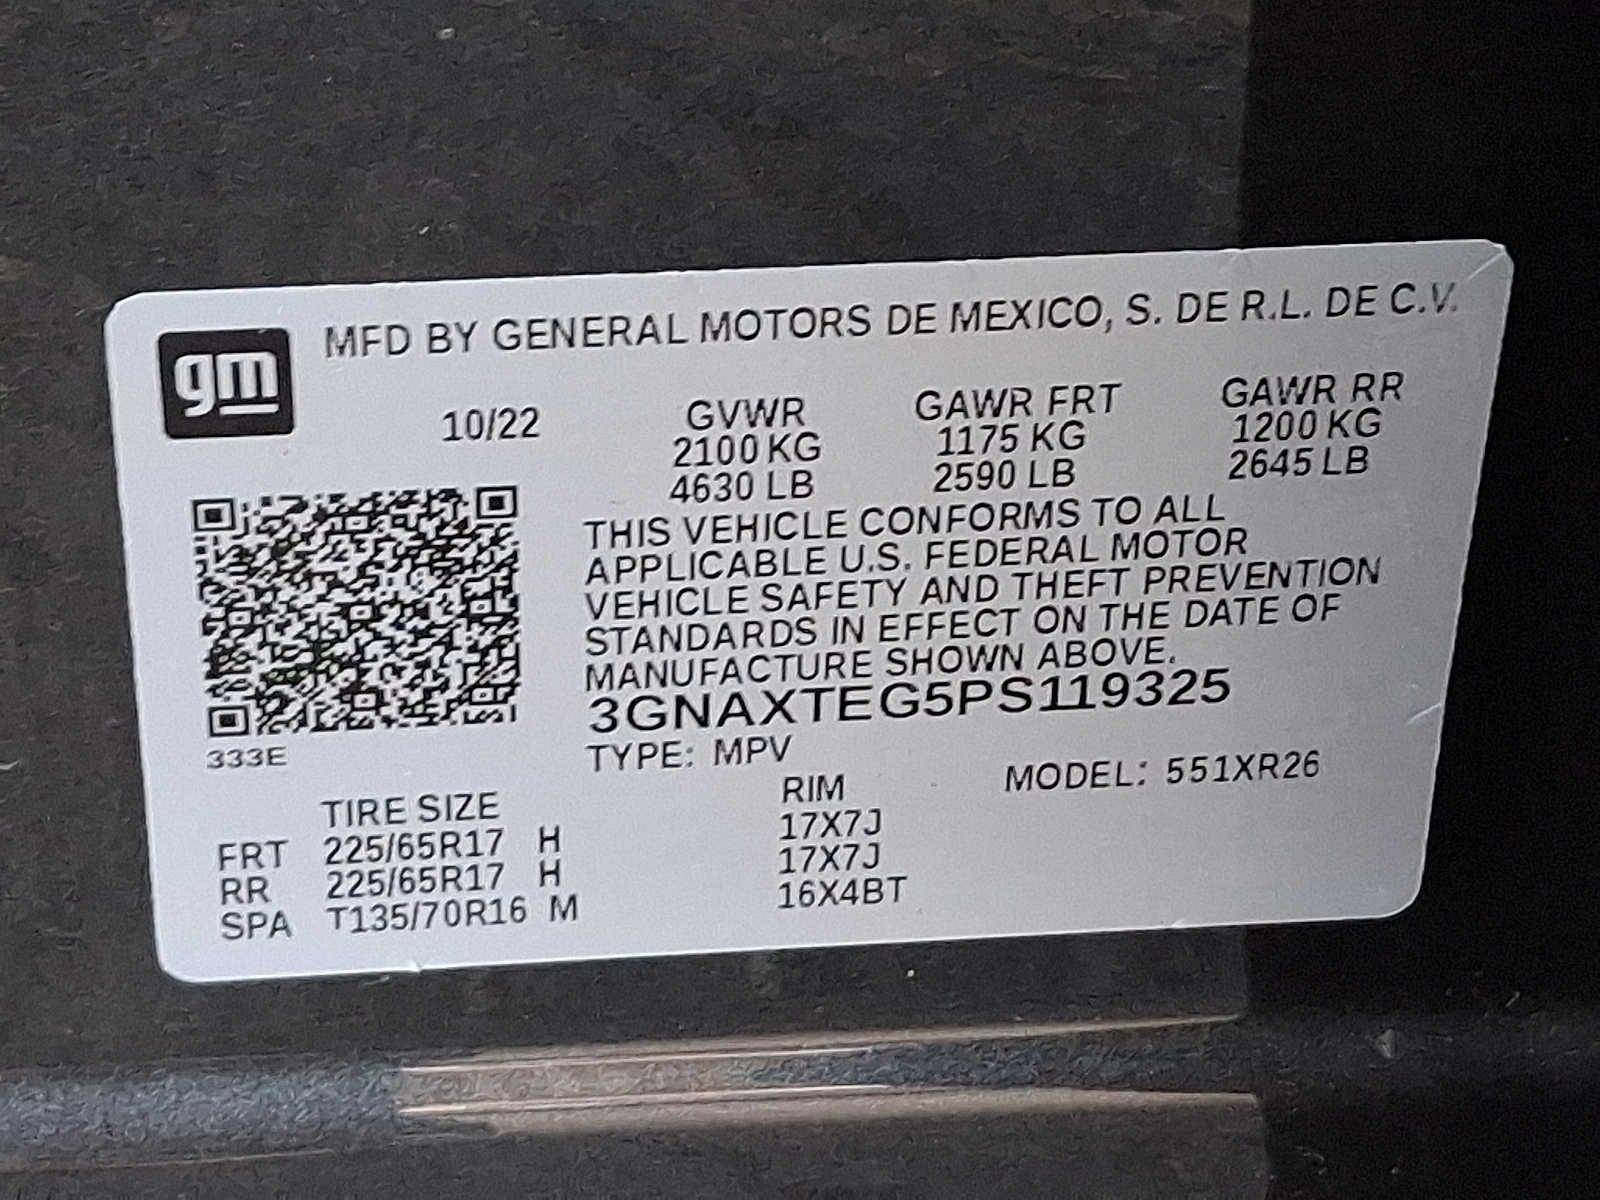 gm
MFD BY GENERAL MOTORS DE MEXICO, S. DE R.L. DE C.V.
10/22 GVWR GAWR FRT GAWR RR
2100 KG 1175 KG 1200 KG
4630 LB 2590 LB 2645 LB
THIS VEHICLE CONFORMS TO ALL
APPLICABLE U.S. FEDERAL MOTOR
VEHICLE SAFETY AND THEFT PREVENTION
STANDARDS IN EFFECT ON THE DATE OF
MANUFACTURE SHOWN ABOVE.
3GNAXTEG5PS119325
333E
TYPE: MPV MODEL: 551XR26
TIRE SIZE RIM
FRT 225/65R17 H 17X7J
RR 225/65R17 H 17X7J
SPA T135/70R16 M 16X4BT